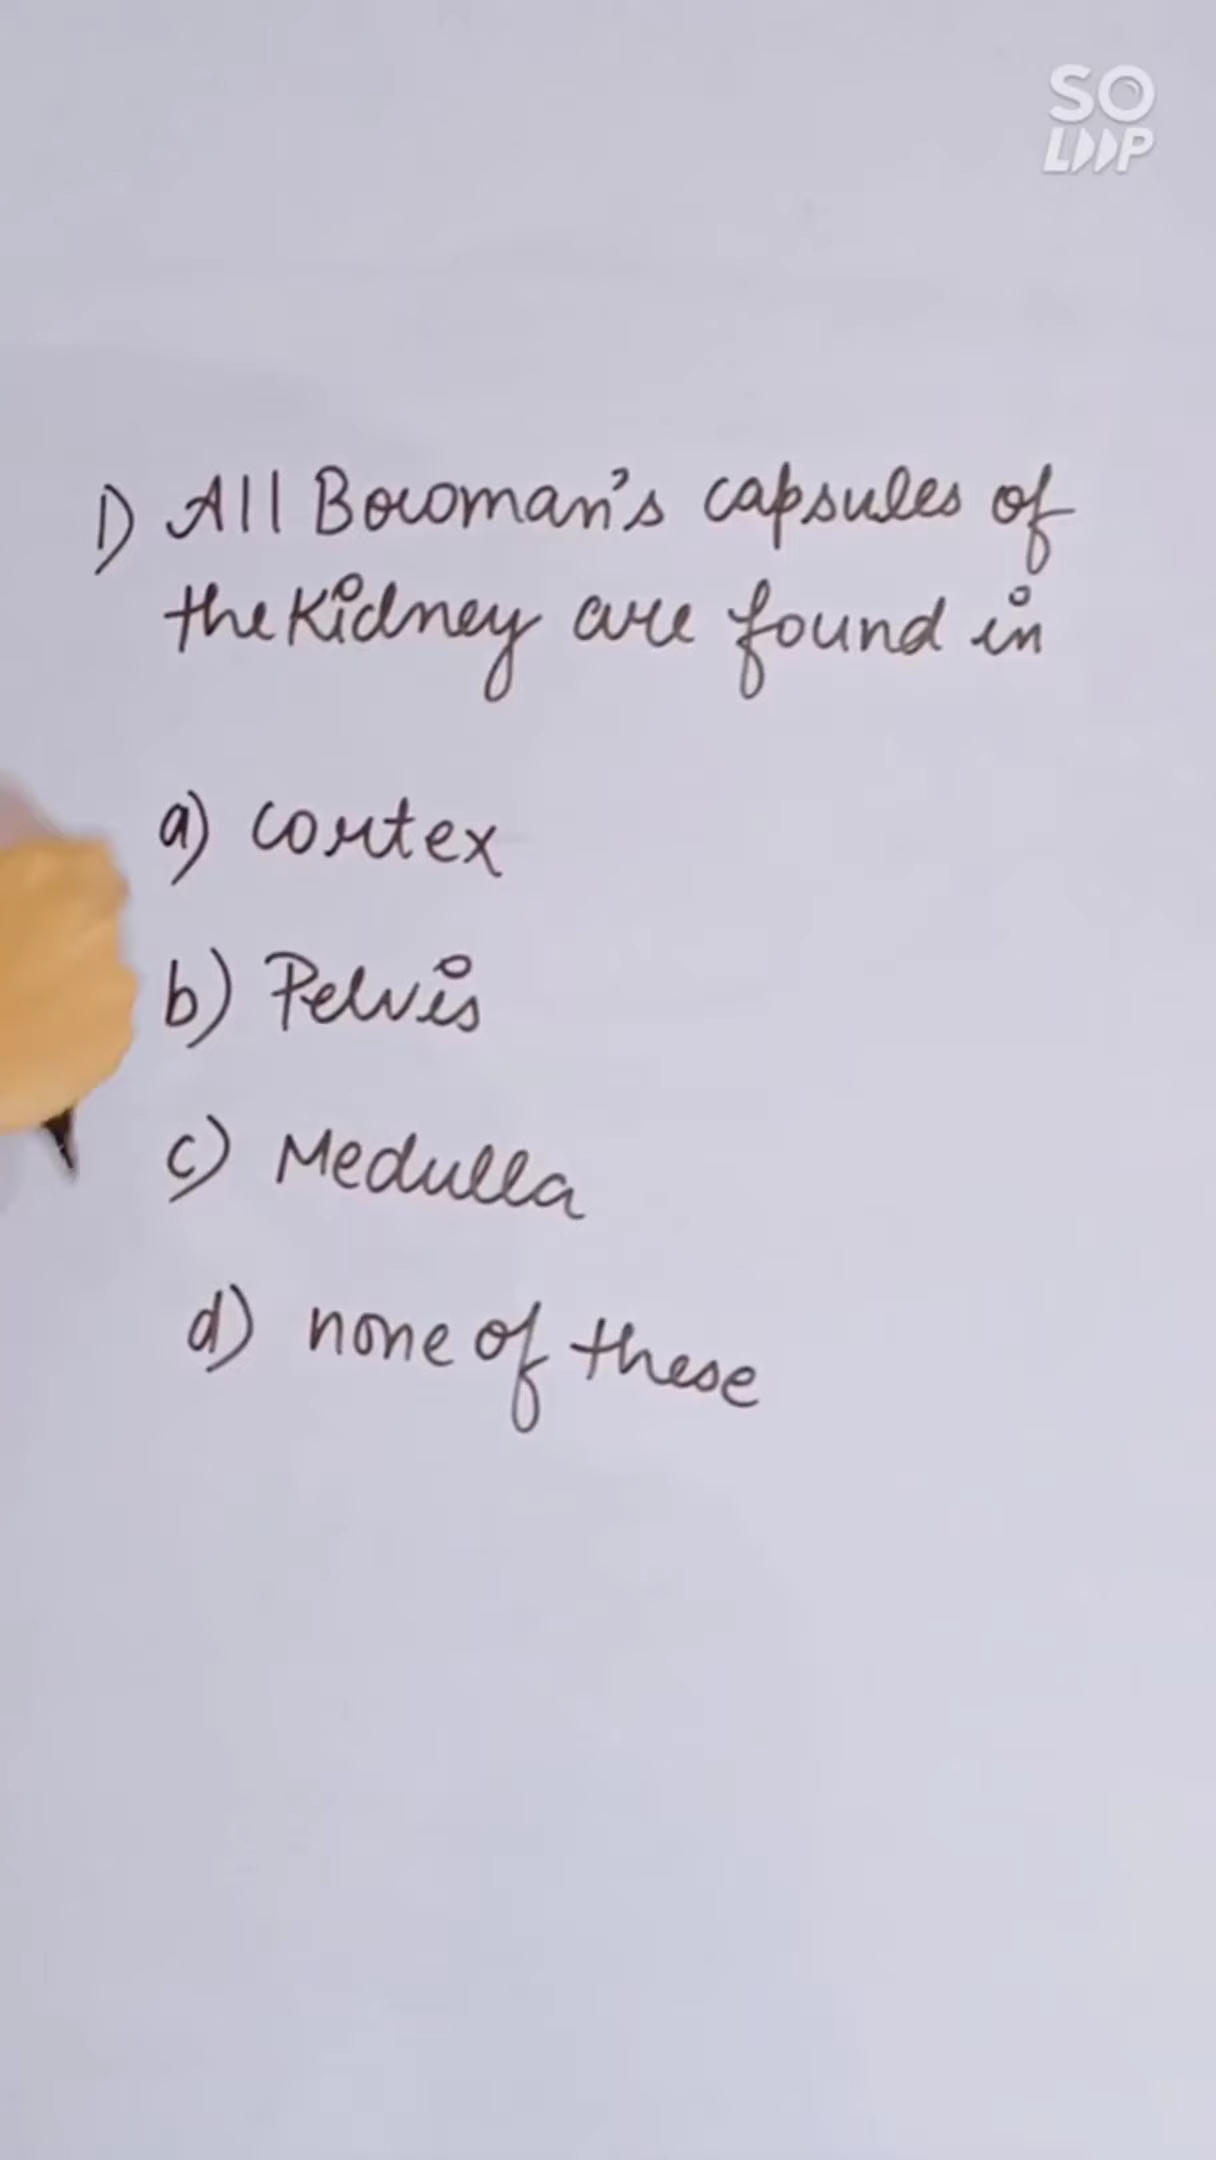 SO
LOOP
1) All Bowman's capsules of
the Kidney are found in
a) cortex
b) Pelvis
c) Medulla
d) none of these